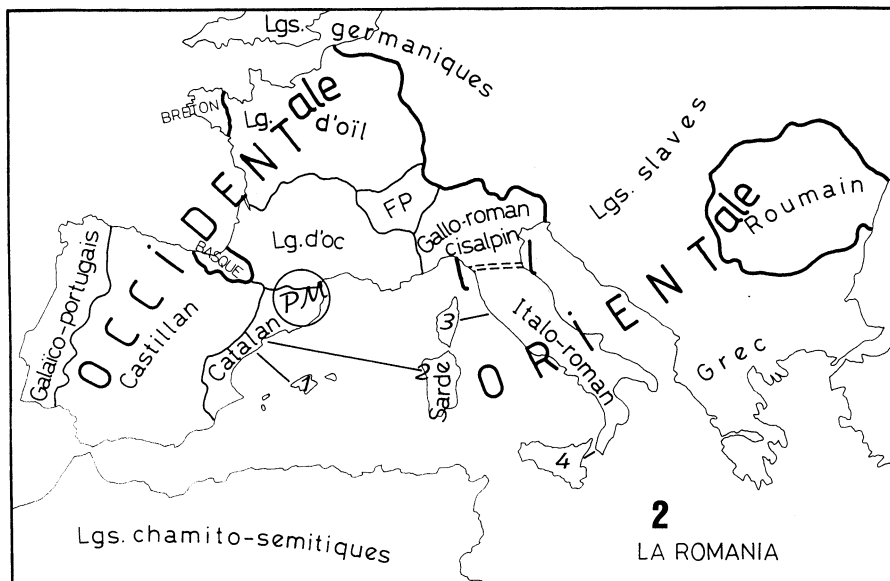 Lgs. germaniques
BRETON
Lg. d'oïl
Lgs. slaves
OCCiDENTale
FP
Roumain
Gallo-roman
cisalpin
Lg. d'oc
BASQUE
Galaïco-portugais
Castillan
Catalan
PM
ORiENTale
Italo-roman
Grec
1
2
3
Sarde
4
2
LA ROMANIA
Lgs. chamito-semitiques